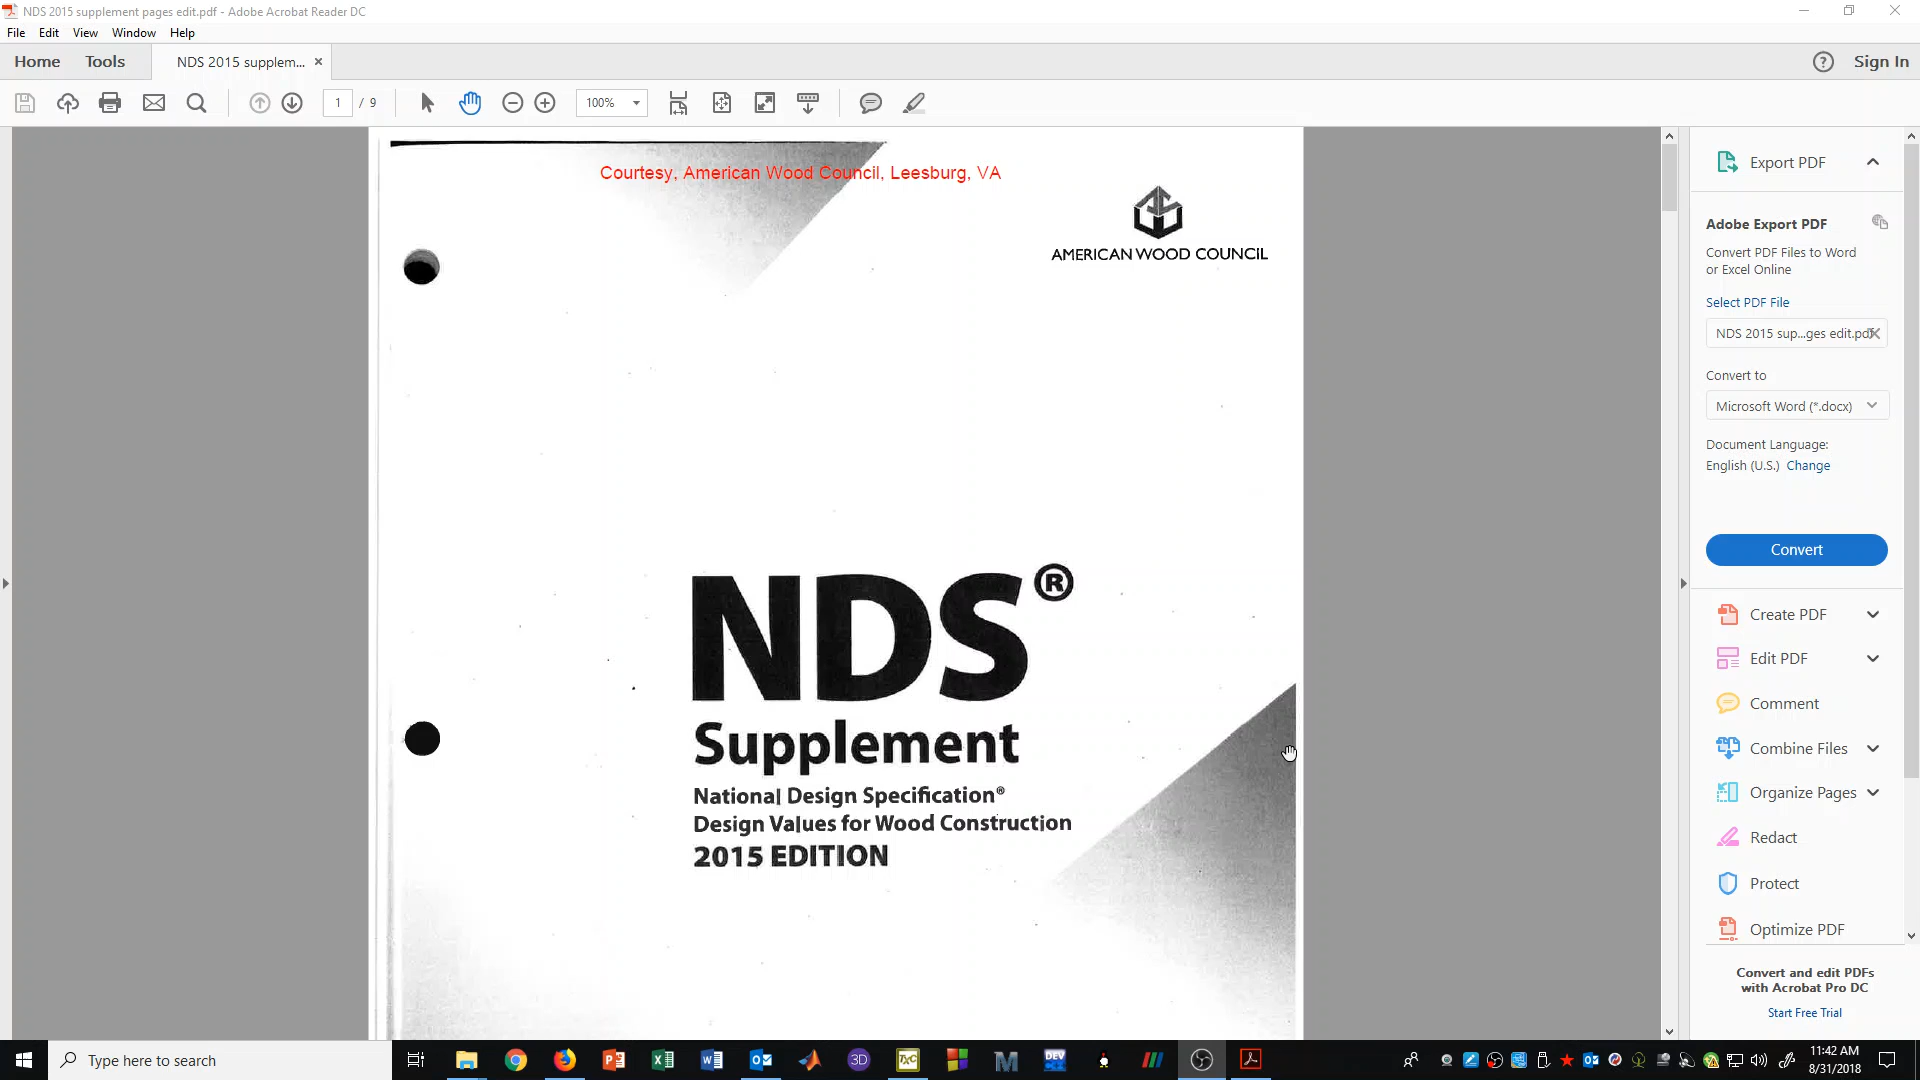 NDS 2015 supplement pages edit.pdf - Adobe Acrobat Reader DC
File Edit View Window Help
Home Tools NDS 2015 supplem... ×
Sign In
1 / 9
100%
Courtesy, American Wood Council, Leesburg, VA
AMERICAN WOOD COUNCIL
NDS®
Supplement
National Design Specification®
Design Values for Wood Construction
2015 EDITION
Export PDF
Adobe Export PDF
Convert PDF Files to Word
or Excel Online
Select PDF File
NDS 2015 sup...ges edit.pdf
Convert to
Microsoft Word (*.docx)
Document Language:
English (U.S.) Change
Convert
Create PDF
Edit PDF
Comment
Combine Files
Organize Pages
Redact
Protect
Optimize PDF
Convert and edit PDFs
with Acrobat Pro DC
Start Free Trial
Type here to search
11:42 AM
8/31/2018